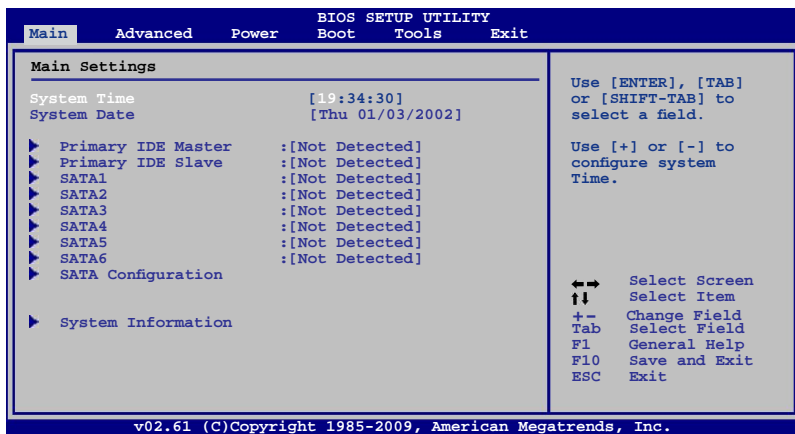 BIOS SETUP UTILITY
Main Advanced Power Boot Tools Exit
Main Settings
System Time [19:34:30]
System Date [Thu 01/03/2002]
Primary IDE Master :[Not Detected]
Primary IDE Slave :[Not Detected]
SATA1 :[Not Detected]
SATA2 :[Not Detected]
SATA3 :[Not Detected]
SATA4 :[Not Detected]
SATA5 :[Not Detected]
SATA6 :[Not Detected]
SATA Configuration
System Information
Use [ENTER], [TAB]
or [SHIFT-TAB] to
select a field.
Use [+] or [-] to
configure system
Time.
←→ Select Screen
↑↓ Select Item
+- Change Field
Tab Select Field
F1 General Help
F10 Save and Exit
ESC Exit
v02.61 (C)Copyright 1985-2009, American Megatrends, Inc.